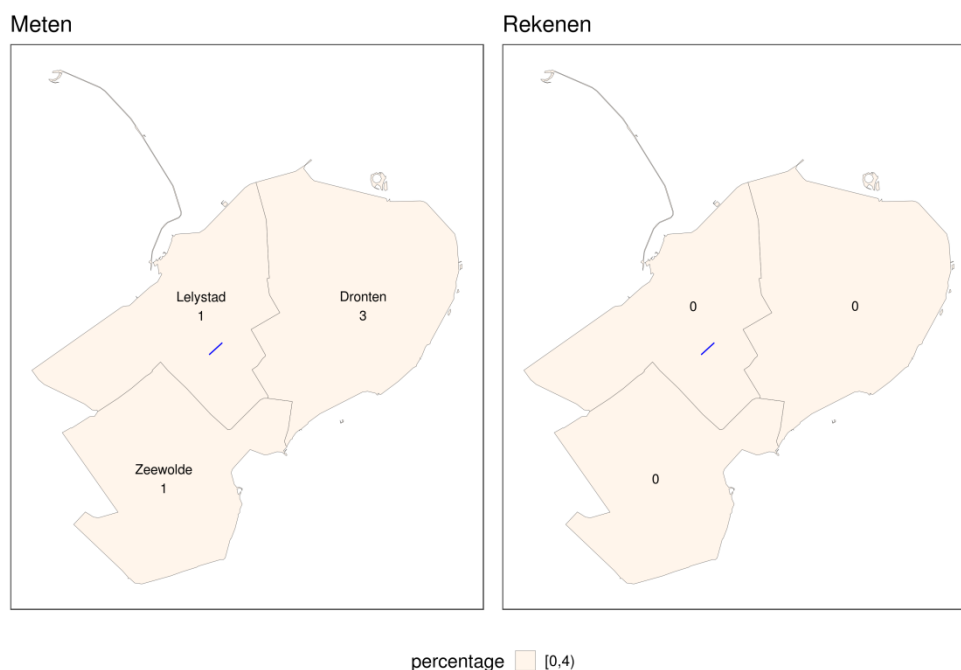 Meten
Rekenen
Lelystad
1
Dronten
3
Zeewolde
1
0
0
0
percentage [0,4)